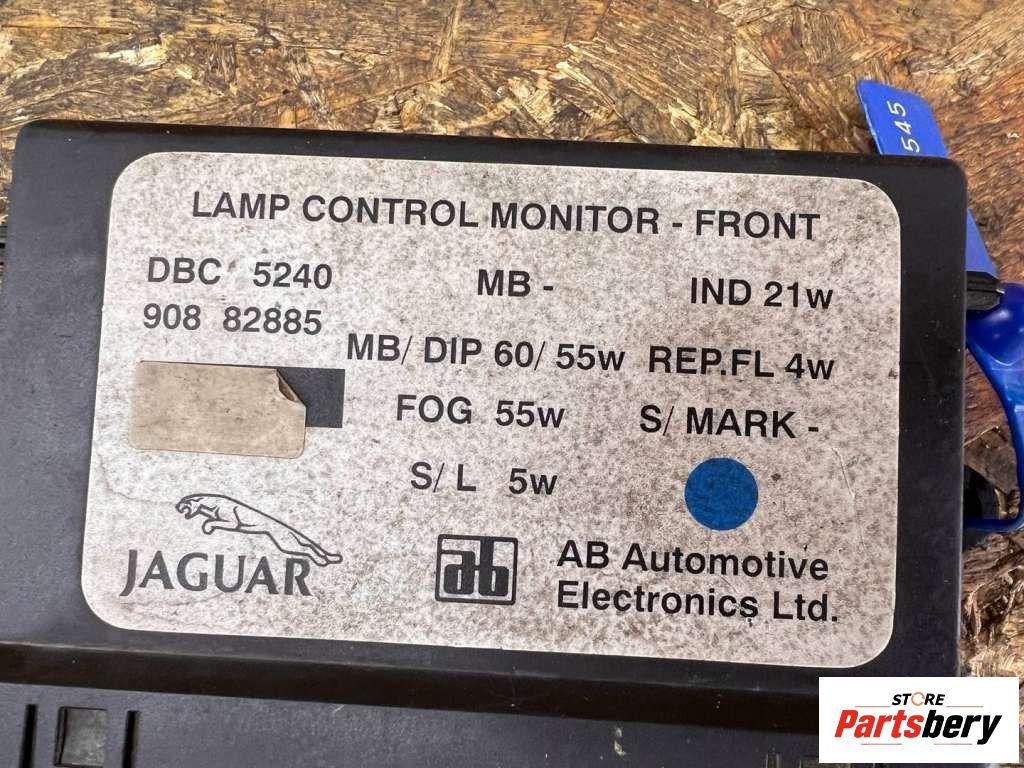 545
LAMP CONTROL MONITOR - FRONT
DBC 5240 MB - IND 21w
908 82885
MB/ DIP 60/ 55w REP.FL 4w
FOG 55w S/ MARK -
S/ L 5w
JAGUAR
ab
AB Automotive
Electronics Ltd.
STORE
Partsbery